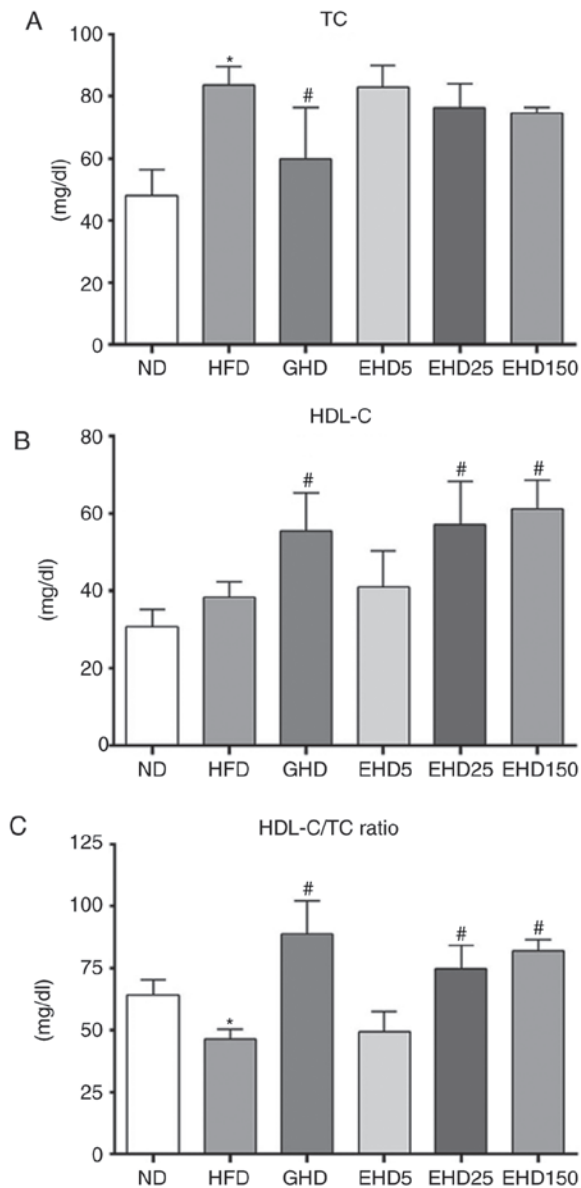 A
TC
100
80
60
40
20
0
(mg/dl)
*
#
ND HFD GHD EHD5 EHD25 EHD150
B
HDL-C
80
60
40
20
0
(mg/dl)
#
#
#
ND HFD GHD EHD5 EHD25 EHD150
C
HDL-C/TC ratio
125
100
75
50
25
0
(mg/dl)
*
#
#
#
ND HFD GHD EHD5 EHD25 EHD150